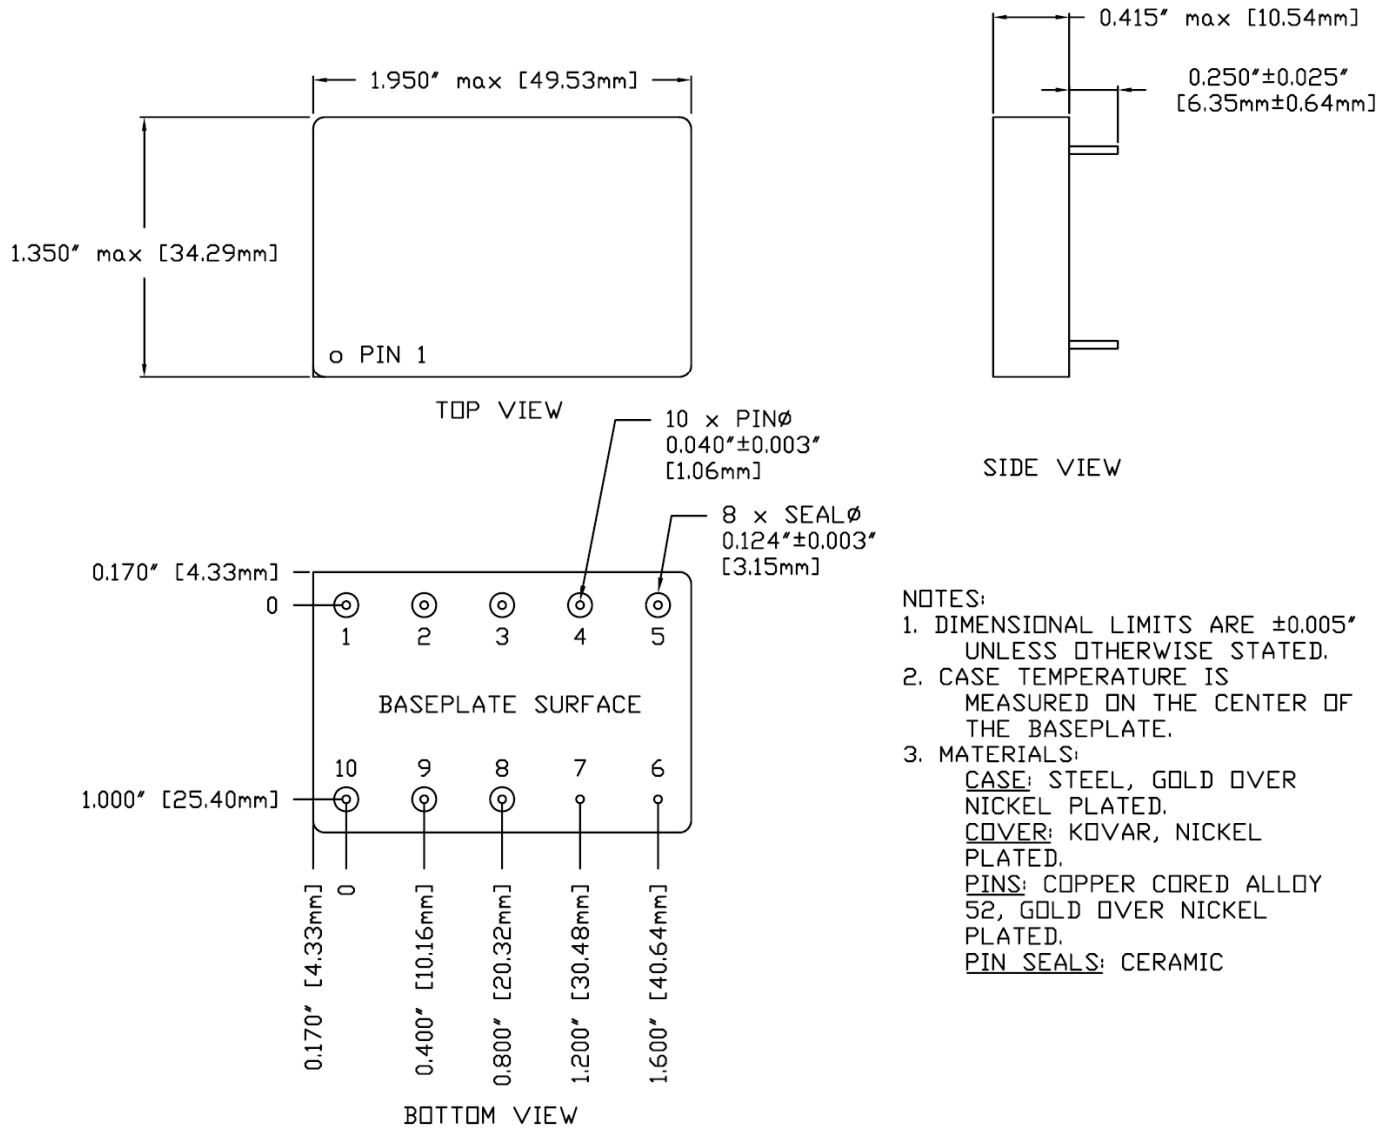 0.415″ max [10.54mm]
1.950″ max [49.53mm]
0.250″±0.025″
[6.35mm±0.64mm]
1.350″ max [34.29mm]
PIN 1
TOP VIEW
10 x PINØ
0.040″±0.003″
[1.06mm]
SIDE VIEW
8 x SEALØ
0.124″±0.003″
[3.15mm]
0.170″ [4.33mm]
0
1 2 3 4 5
BASEPLATE SURFACE
10 9 8 7 6
1.000″ [25.40mm]
0.170″ [4.33mm]
0
0.400″ [10.16mm]
0.800″ [20.32mm]
1.200″ [30.48mm]
1.600″ [40.64mm]
BOTTOM VIEW
NOTES:
1. DIMENSIONAL LIMITS ARE ±0.005″
UNLESS OTHERWISE STATED.
2. CASE TEMPERATURE IS
MEASURED ON THE CENTER OF
THE BASEPLATE.
3. MATERIALS:
CASE: STEEL, GOLD OVER
NICKEL PLATED.
COVER: KOVAR, NICKEL
PLATED.
PINS: COPPER CORED ALLOY
52, GOLD OVER NICKEL
PLATED.
PIN SEALS: CERAMIC